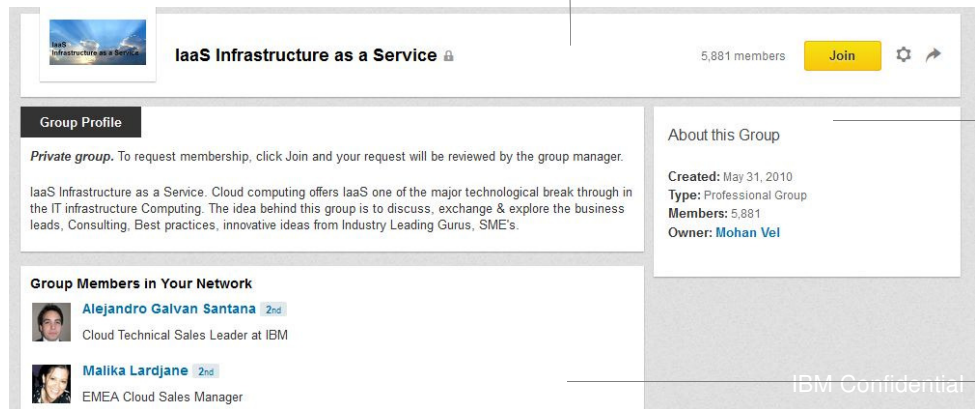 IaaS
Infrastructure as a Service
IaaS Infrastructure as a Service
5,881 members
Join
Group Profile
Private group. To request membership, click Join and your request will be reviewed by the group manager.
IaaS Infrastructure as a Service. Cloud computing offers IaaS one of the major technological break through in
the IT infrastructure Computing. The idea behind this group is to discuss, exchange & explore the business
leads, Consulting, Best practices, innovative ideas from Industry Leading Gurus, SME's.
About this Group
Created: May 31, 2010
Type: Professional Group
Members: 5,881
Owner: Mohan Vel
Group Members in Your Network
Alejandro Galvan Santana 2nd
Cloud Technical Sales Leader at IBM
Malika Lardjane 2nd
EMEA Cloud Sales Manager
IBM Confidential